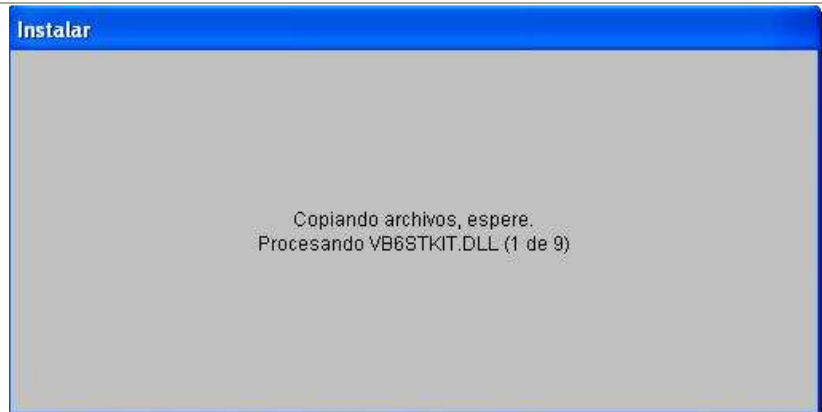 Instalar
Copiando archivos, espere.
Procesando VB6STKIT.DLL (1 de 9)